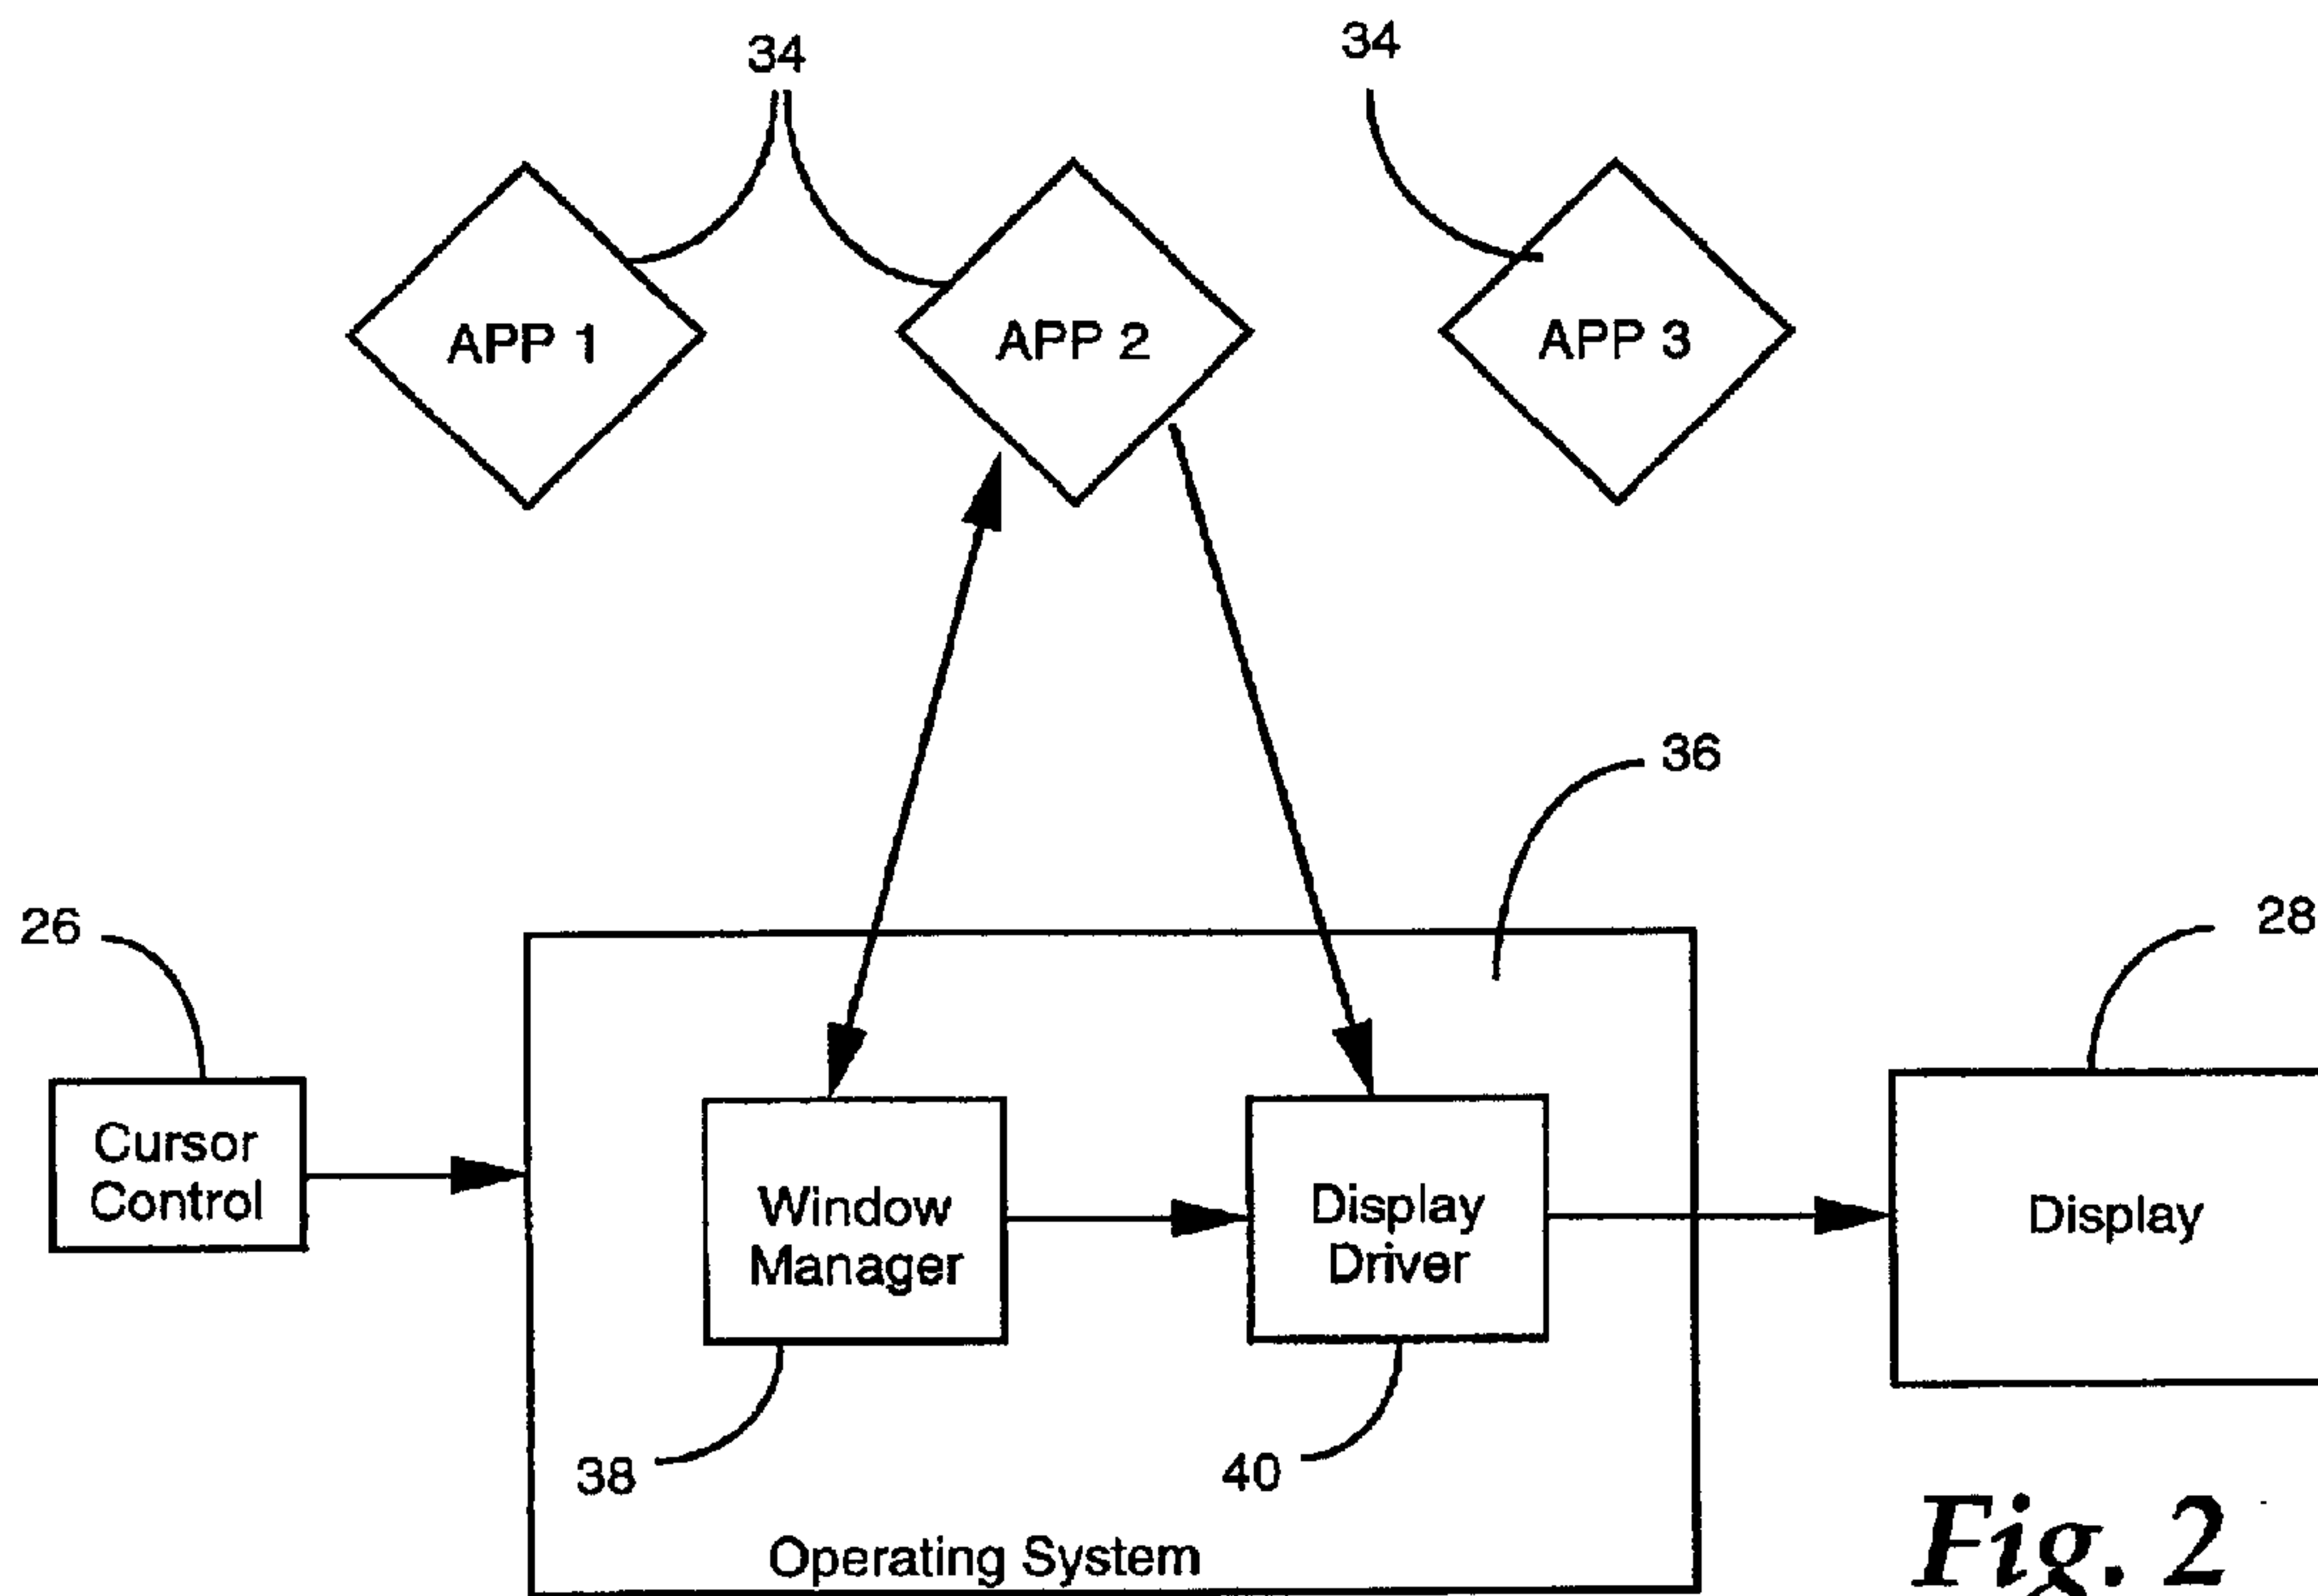 34
34
APP 1
APP 2
APP 3
36
26
28
Cursor
Control
Window
Manager
Display
Driver
Display
38
40
Operating System
Fig. 2